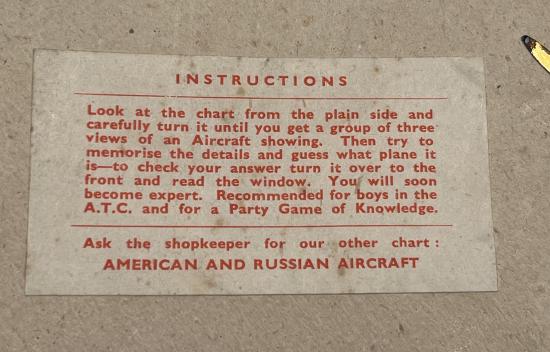 INSTRUCTIONS
Look at the chart from the plain side and
carefully turn it until you get a group of three
views of an Aircraft showing. Then try to
memorise the details and guess what plane it
is—to check your answer turn it over to the
front and read the window. You will soon
become expert. Recommended for boys in the
A.T.C. and for a Party Game of Knowledge.
Ask the shopkeeper for our other chart :
AMERICAN AND RUSSIAN AIRCRAFT